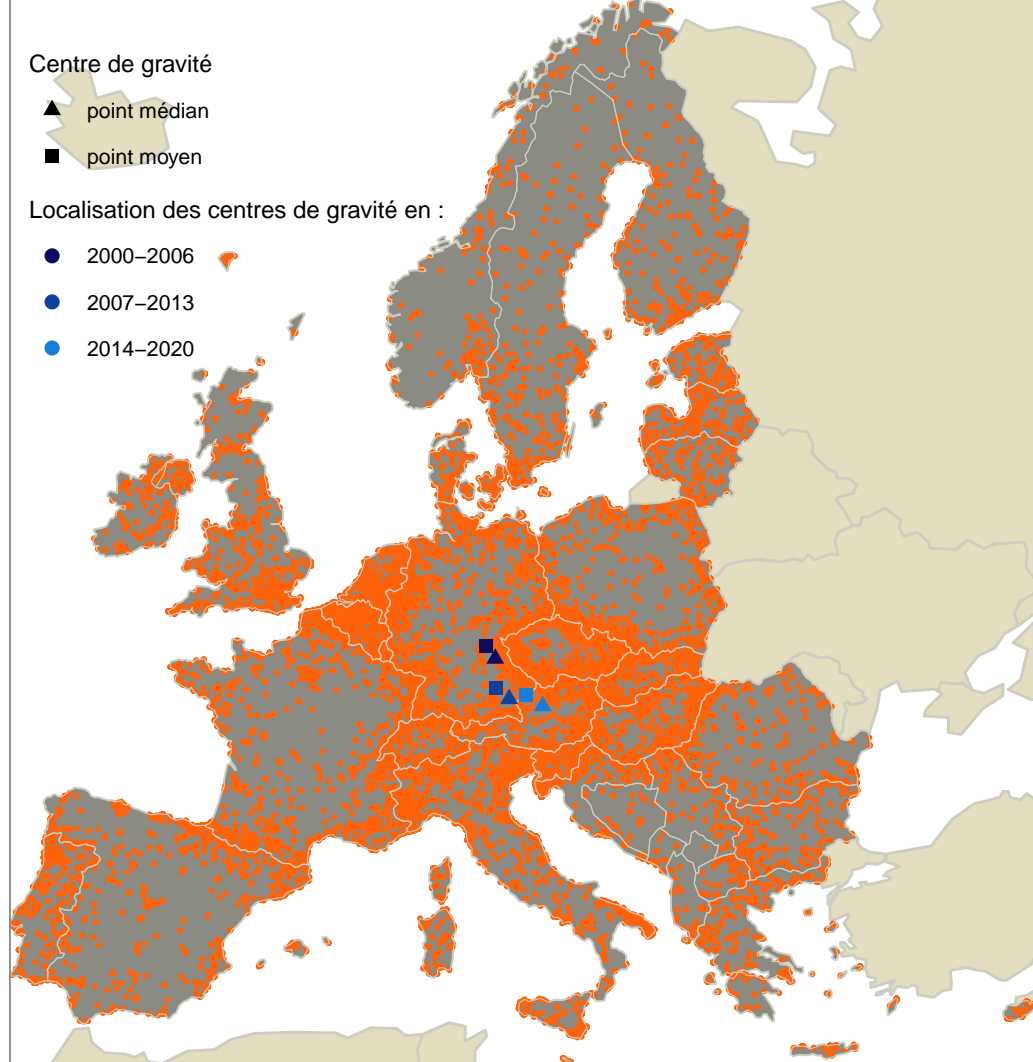 Centre de gravité
point médian
point moyen
Localisation des centres de gravité en :
2000−2006
2007−2013
2014−2020